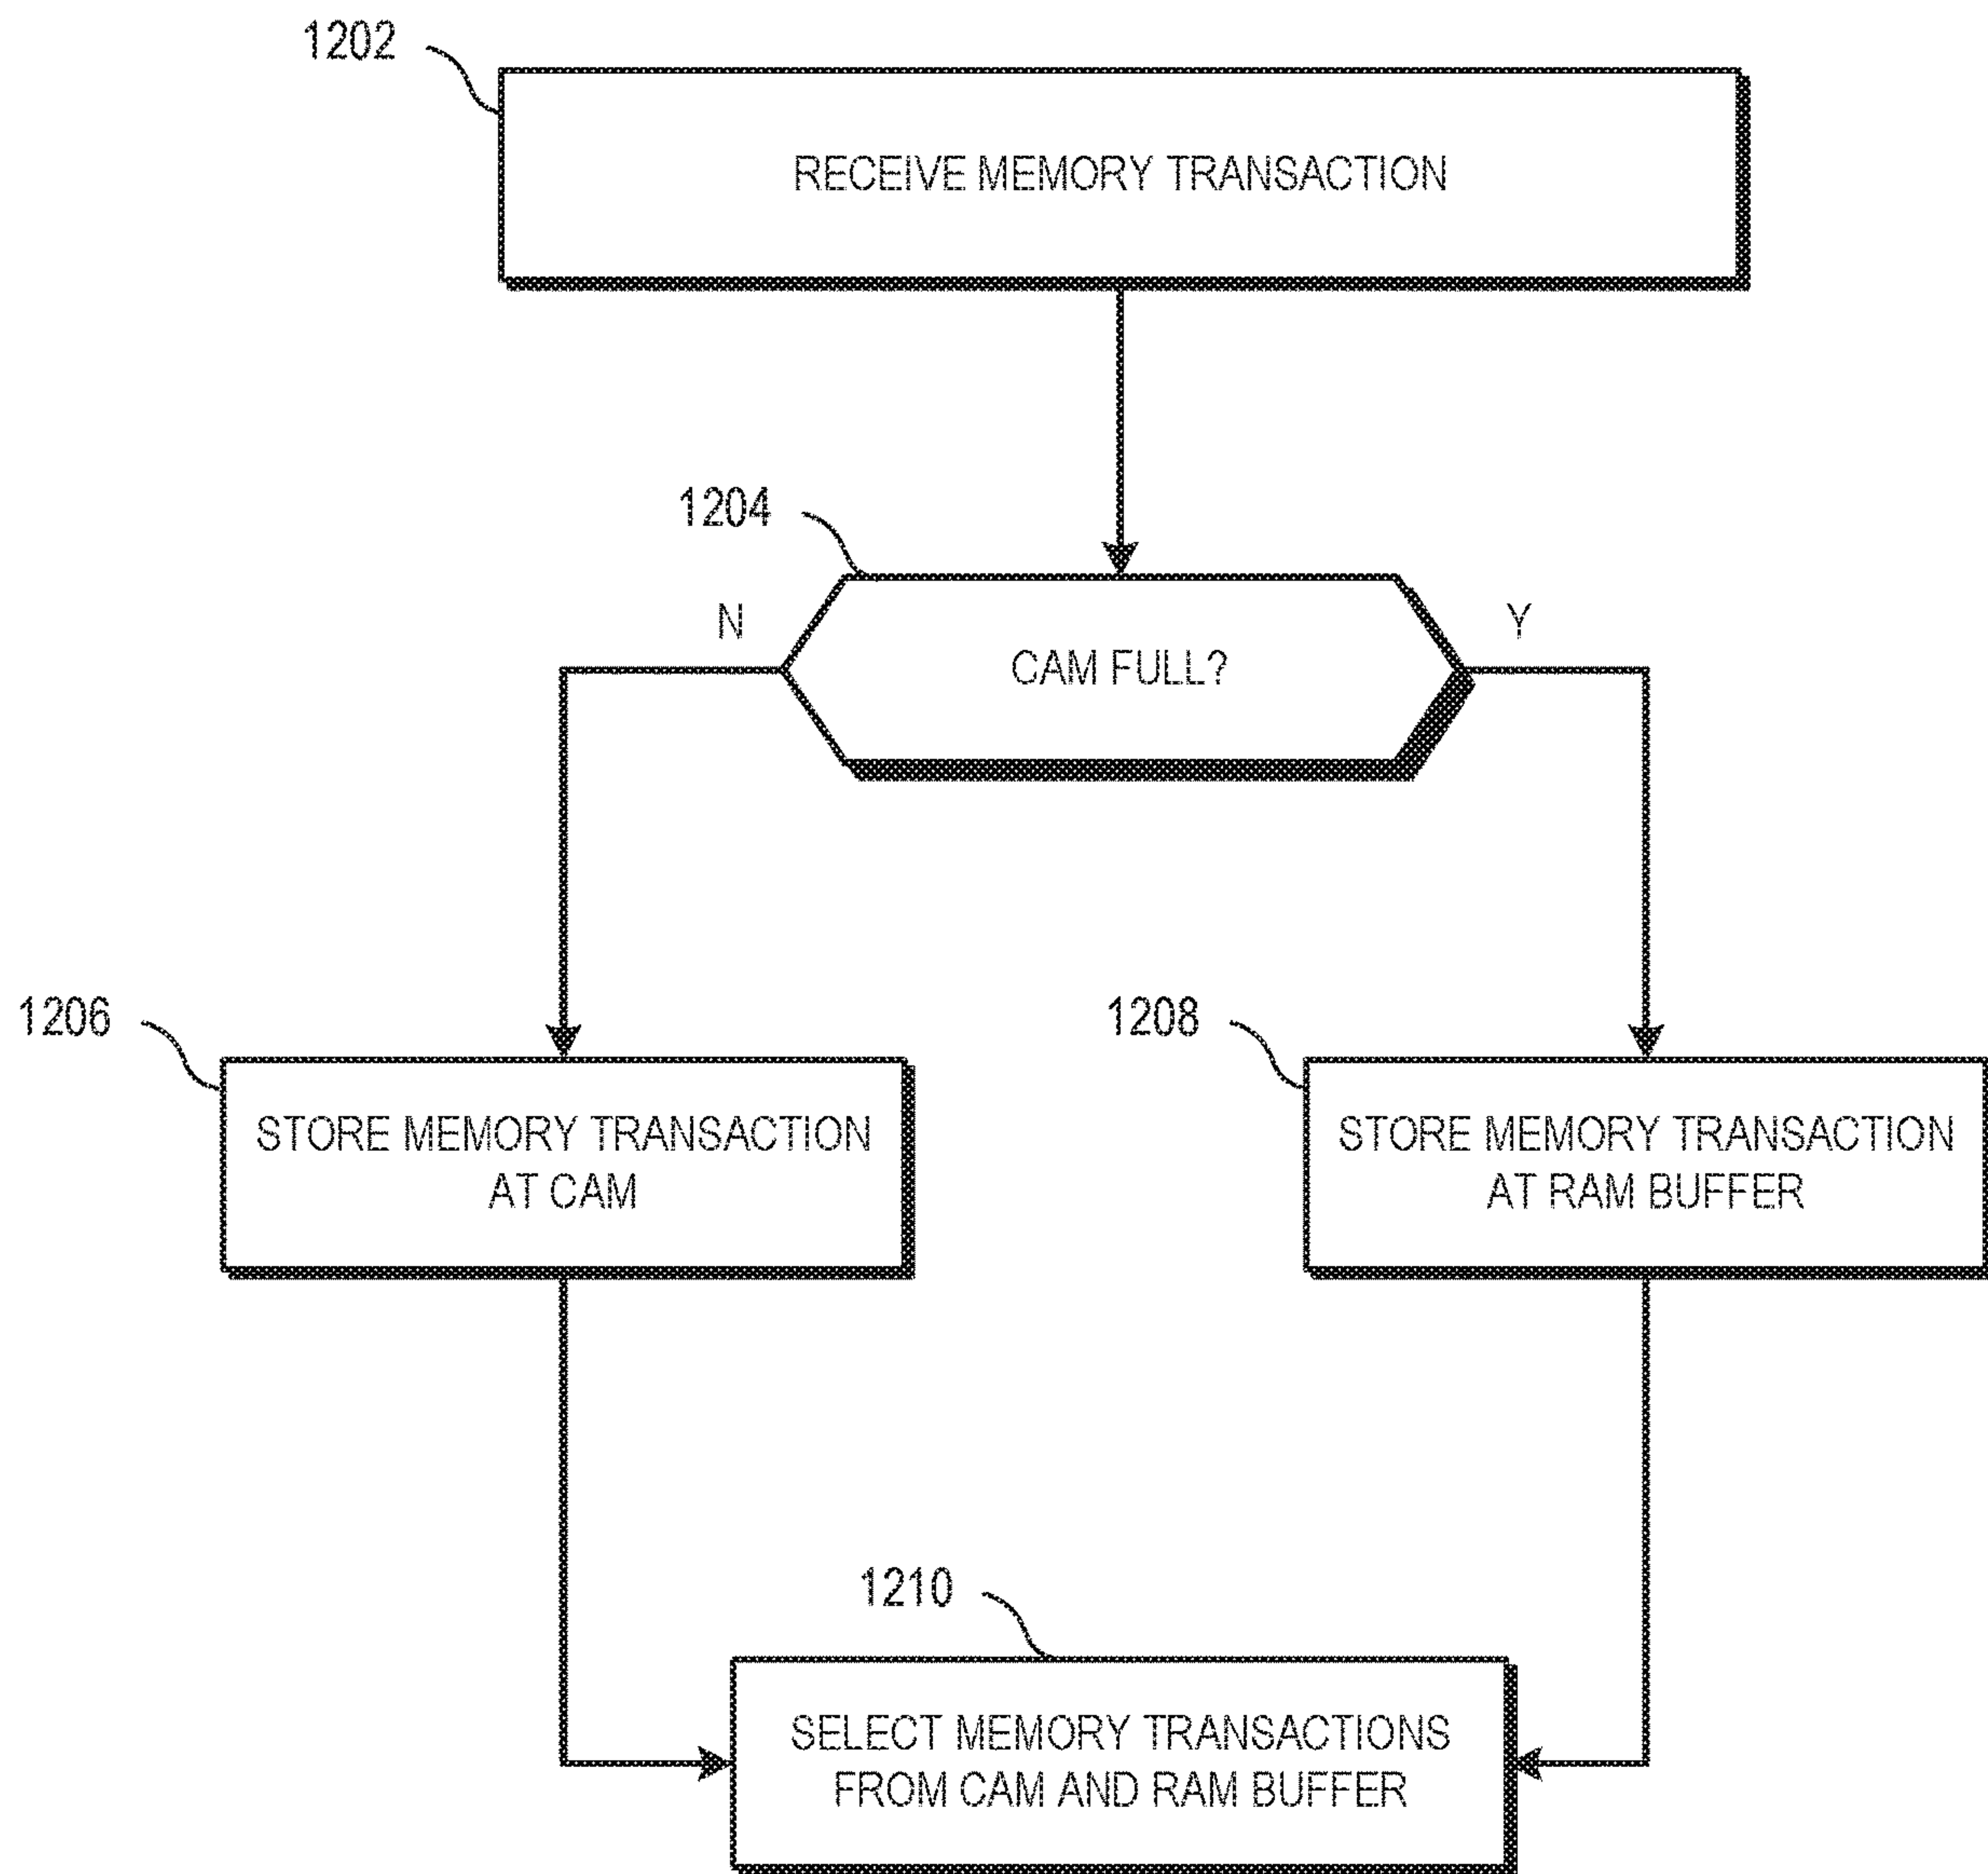 1202
RECEIVE MEMORY TRANSACTION
1204
N
CAM FULL?
Y
1206
STORE MEMORY TRANSACTION
AT CAM
1208
STORE MEMORY TRANSACTION
AT RAM BUFFER
1210
SELECT MEMORY TRANSACTIONS
FROM CAM AND RAM BUFFER